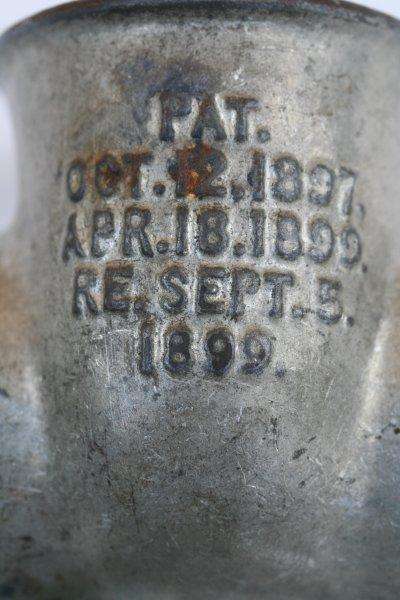 PAT.
OCT.12.1897.
APR.18.1899.
RE.SEPT.5.
1899.